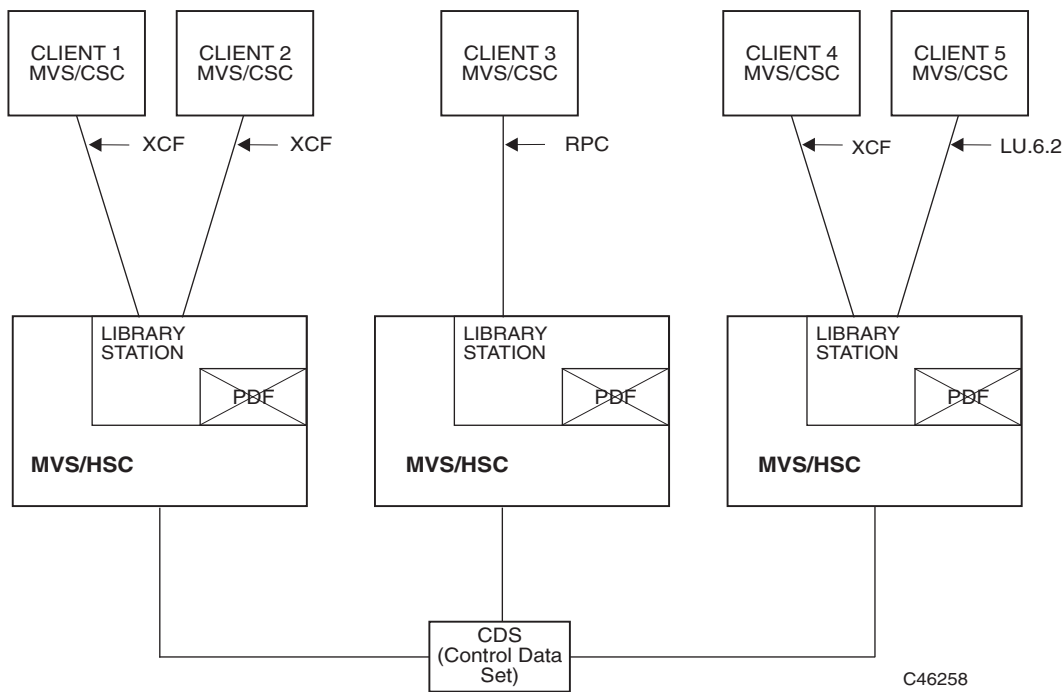 CLIENT 1
MVS/CSC
CLIENT 2
MVS/CSC
CLIENT 3
MVS/CSC
CLIENT 4
MVS/CSC
CLIENT 5
MVS/CSC
XCF
XCF
RPC
XCF
LU.6.2
LIBRARY
STATION
PDF
MVS/HSC
LIBRARY
STATION
PDF
MVS/HSC
LIBRARY
STATION
PDF
MVS/HSC
CDS
(Control Data
Set)
C46258